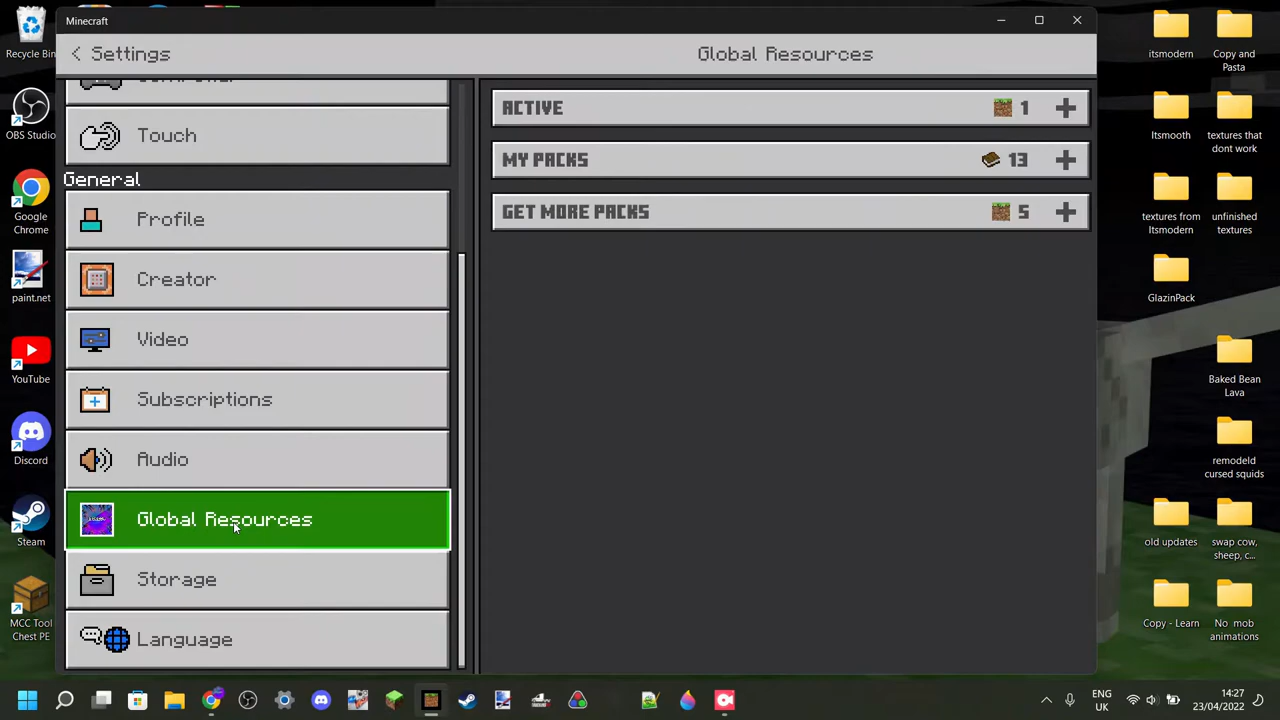 Minecraft
Settings
Global Resources
Touch
General
Profile
Creator
Video
Subscriptions
Audio
Global Resources
Storage
Language
ACTIVE
1
MY PACKS
13
GET MORE PACKS
5
Recycle Bin
OBS Studio
Google
Chrome
paint.net
YouTube
Discord
Steam
MCC Tool
Chest PE
itsmodern
Copy and
Pasta
Itsmooth
textures that
dont work
textures from
Itsmodern
unfinished
textures
GlazinPack
Baked Bean
Lava
remodeld
cursed squids
old updates
swap cow,
sheep, c...
Copy - Learn
No mob
animations
ENG
UK
14:27
23/04/2022